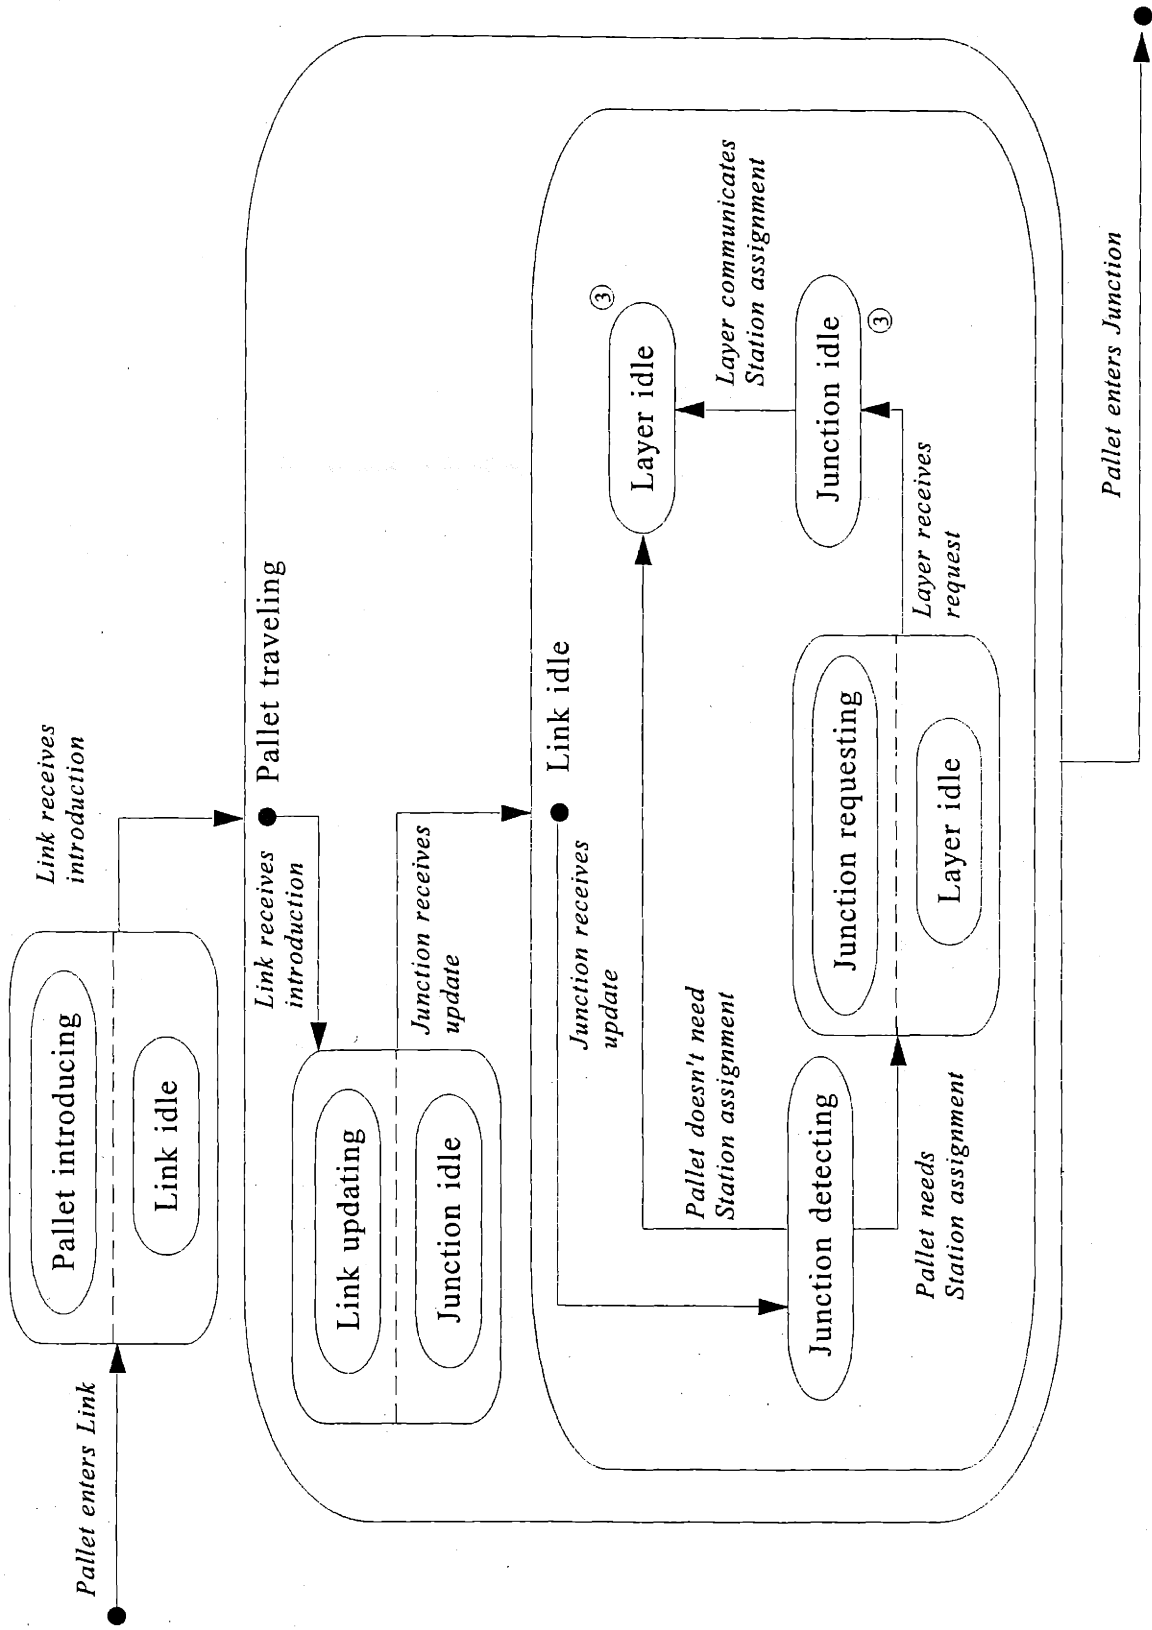 Pallet enters Link
Pallet introducing
Link idle
Link receives
introduction
Pallet traveling
Link receives
introduction
Link updating
Junction idle
Junction receives
update
Link idle
Junction receives
update
Junction detecting
Pallet doesn't need
Station assignment
Pallet needs
Station assignment
Junction requesting
Layer idle
Layer receives
request
Junction idle
3
Layer communicates
Station assignment
Layer idle
3
Pallet enters Junction